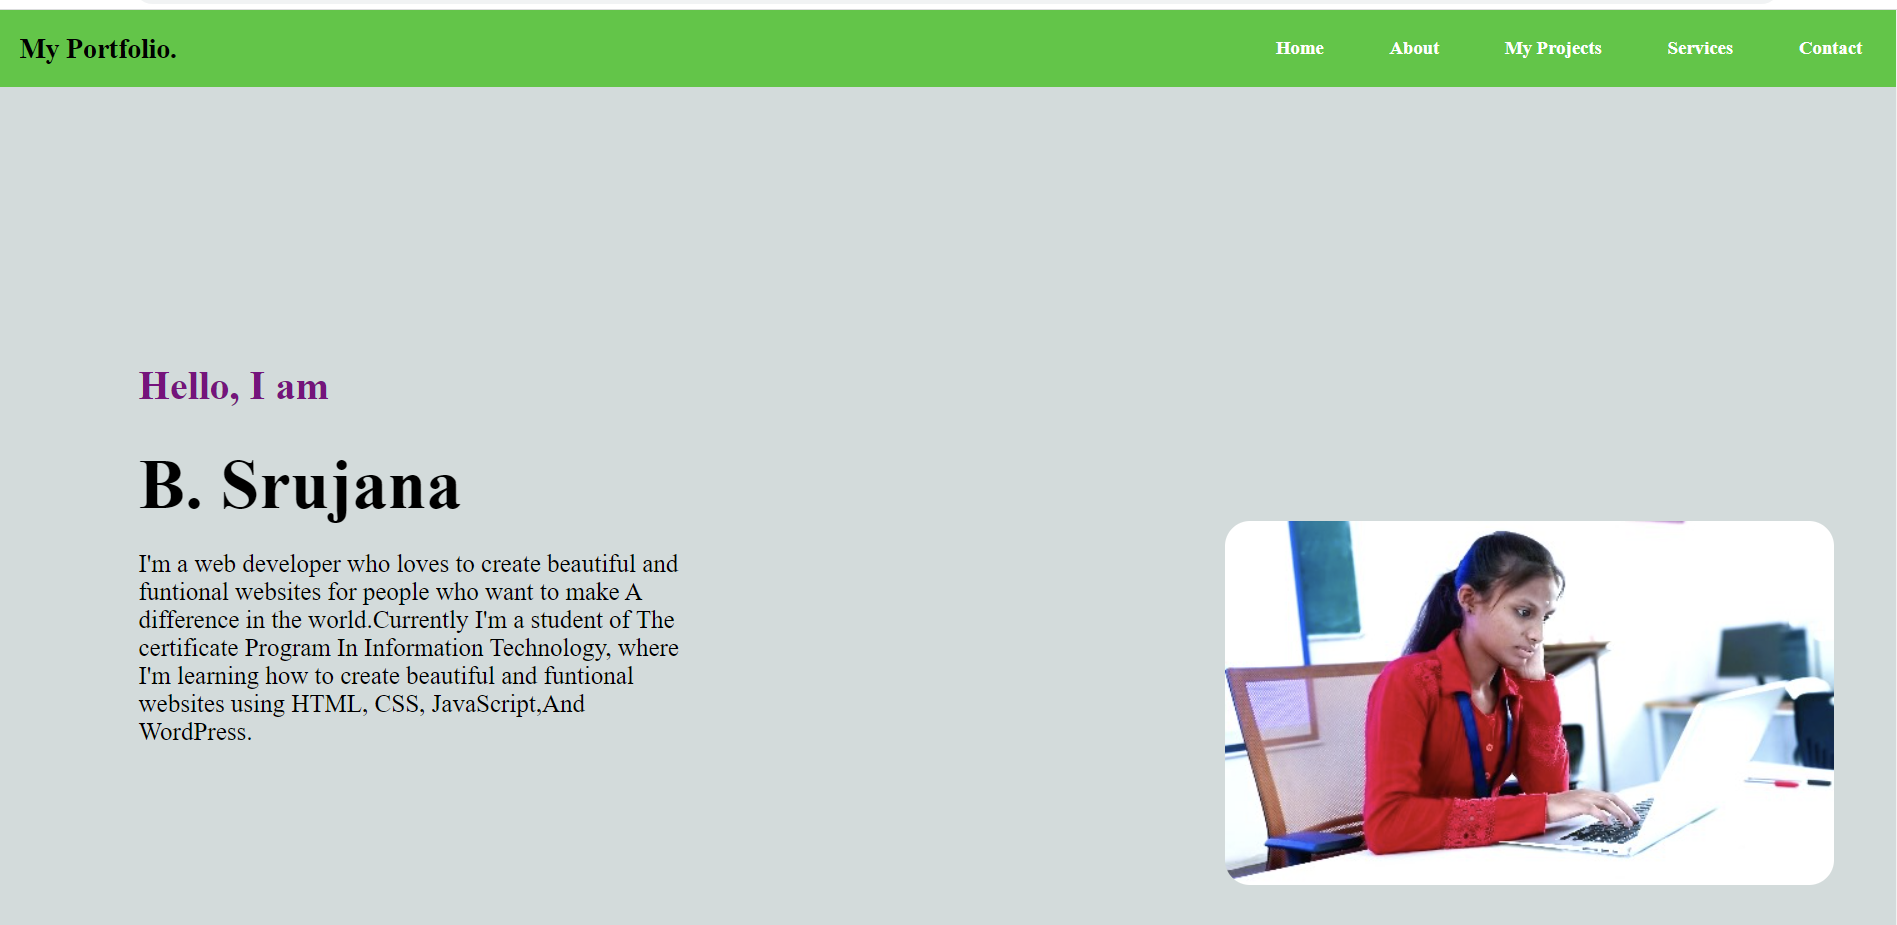 My Portfolio.
Home About My Projects Services Contact
Hello, I am
B. Srujana
I'm a web developer who loves to create beautiful and
funtional websites for people who want to make A
difference in the world.Currently I'm a student of The
certificate Program In Information Technology, where
I'm learning how to create beautiful and funtional
websites using HTML, CSS, JavaScript,And
WordPress.